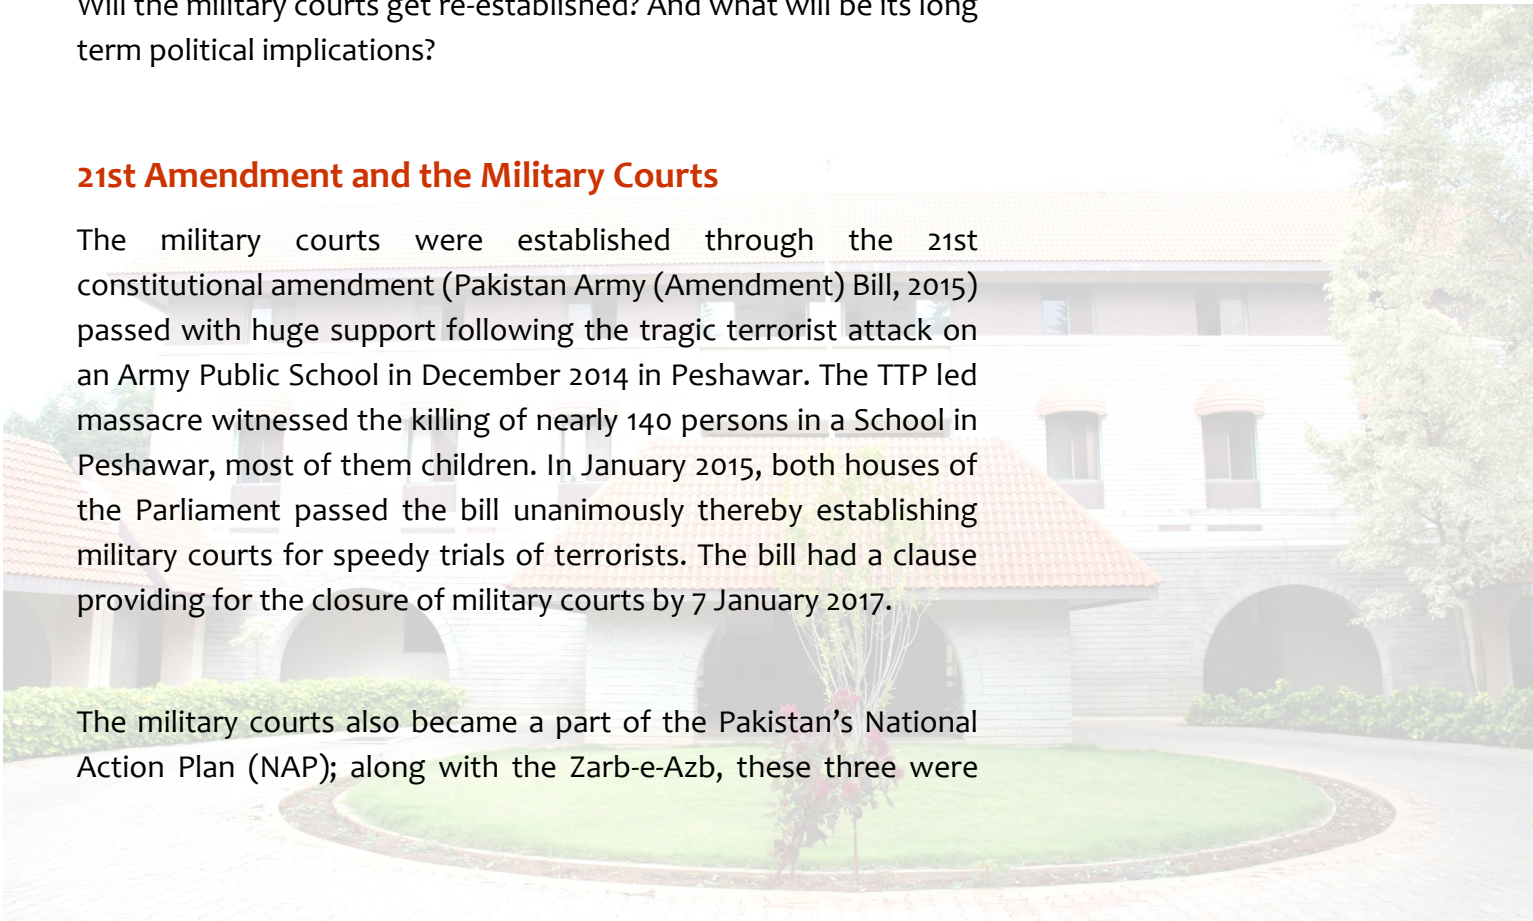 Will the military courts get re-established? And what will be its long
term political implications?
21st Amendment and the Military Courts
The military courts were established through the 21st
constitutional amendment (Pakistan Army (Amendment) Bill, 2015)
passed with huge support following the tragic terrorist attack on
an Army Public School in December 2014 in Peshawar. The TTP led
massacre witnessed the killing of nearly 140 persons in a School in
Peshawar, most of them children. In January 2015, both houses of
the Parliament passed the bill unanimously thereby establishing
military courts for speedy trials of terrorists. The bill had a clause
providing for the closure of military courts by 7 January 2017.
The military courts also became a part of the Pakistan’s National
Action Plan (NAP); along with the Zarb-e-Azb, these three were